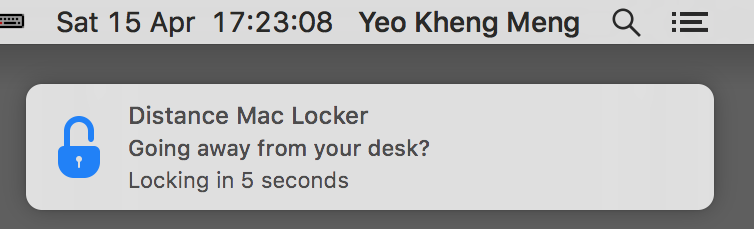 Sat 15 Apr 17:23:08 Yeo Kheng Meng
Distance Mac Locker
Going away from your desk?
Locking in 5 seconds